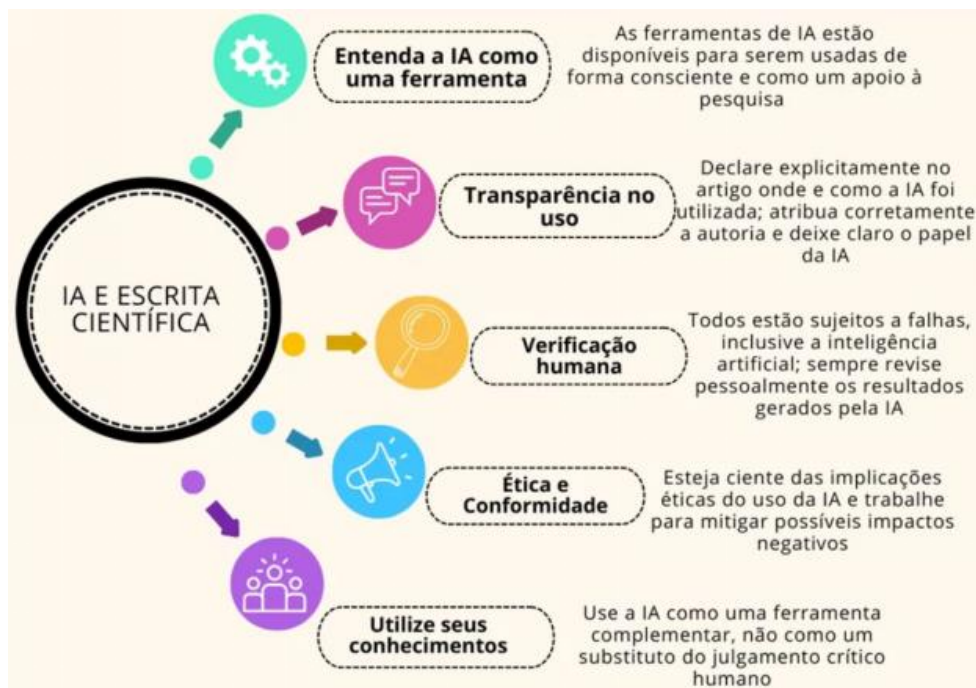 IA E ESCRITA
CIENTÍFICA
Entenda a IA como
uma ferramenta
As ferramentas de IA estão
disponíveis para serem usadas de
forma consciente e como um apoio à
pesquisa
Transparência no
uso
Declare explicitamente no
artigo onde e como a IA foi
utilizada; atribua corretamente
a autoria e deixe claro o papel
da IA
Verificação
humana
Todos estão sujeitos a falhas,
inclusive a inteligência
artificial; sempre revise
pessoalmente os resultados
gerados pela IA
Ética e
Conformidade
Esteja ciente das implicações
éticas do uso da IA e trabalhe
para mitigar possíveis impactos
negativos
Utilize seus
conhecimentos
Use a IA como uma ferramenta
complementar, não como um
substituto do julgamento crítico
humano